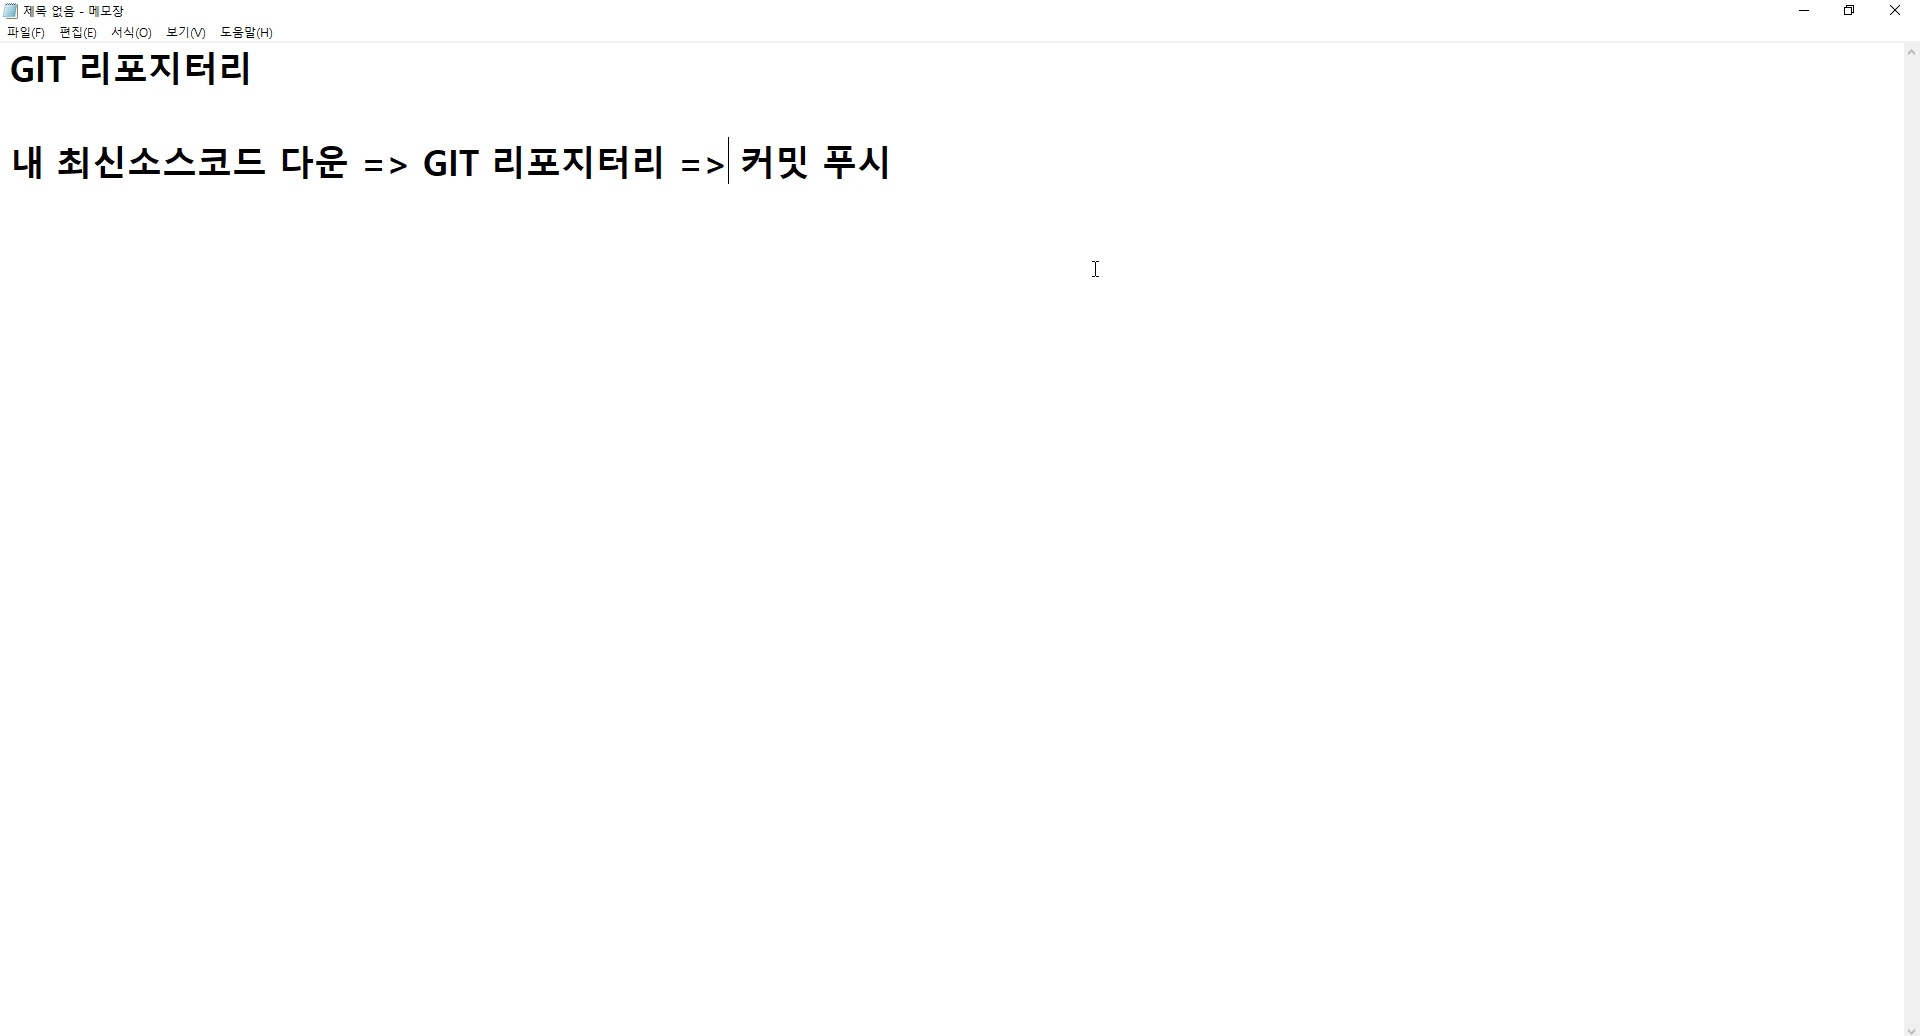 제목 없음 - 메모장
파일(F) 편집(E) 서식(O) 보기(V) 도움말(H)
GIT 리포지터리
내 최신소스코드 다운 => GIT 리포지터리 => 커밋 푸시